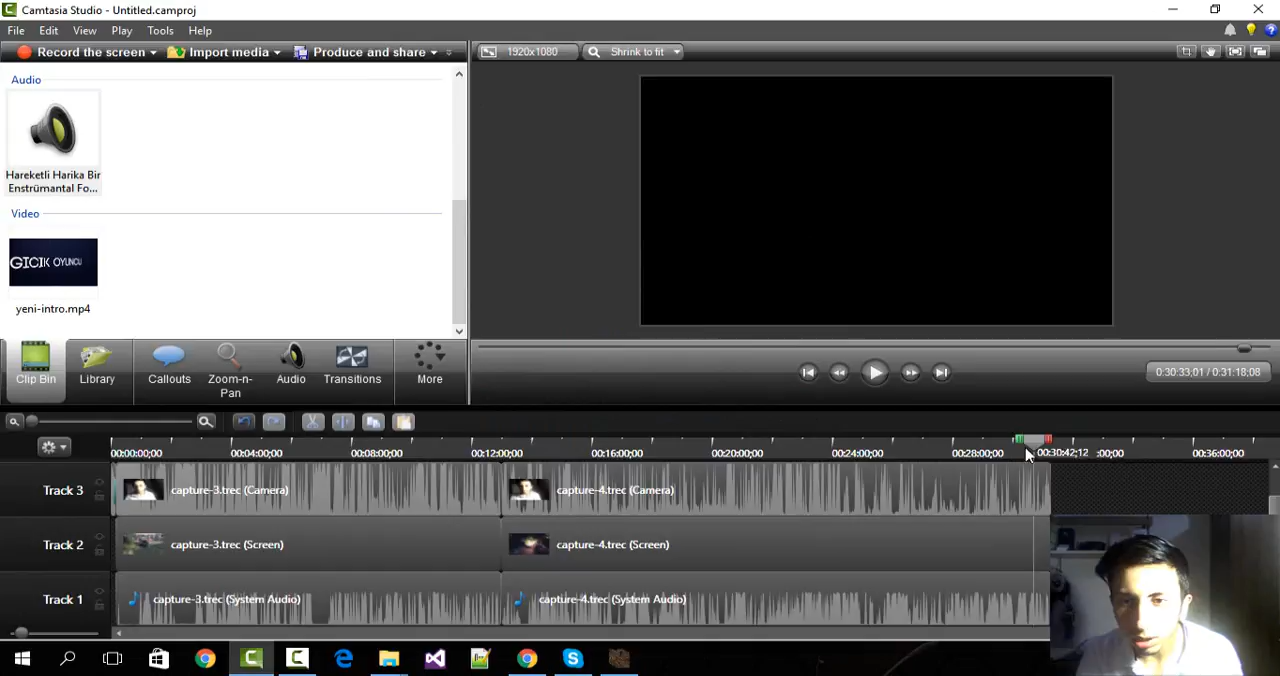 Camtasia Studio - Untitled.camproj
File Edit View Play Tools Help
Record the screen Import media Produce and share
1920x1080 Shrink to fit
Audio
Hareketli Harika Bir
Enstrümantal Fo...
Video
GICIK OYUNCU
yeni-intro.mp4
Clip Bin Library Callouts Zoom-n-
Pan Audio Transitions More
0:30:33;01 / 0:31:18;08
00:00:00;00 00:04:00;00 00:08:00;00 00:12:00;00 00:16:00;00 00:20:00;00 00:24:00;00 00:28:00;00 00:30:42;12 :00;00 00:36:00;00
Track 3 capture-3.trec (Camera) capture-4.trec (Camera)
Track 2 capture-3.trec (Screen) capture-4.trec (Screen)
Track 1 capture-3.trec (System Audio) capture-4.trec (System Audio)